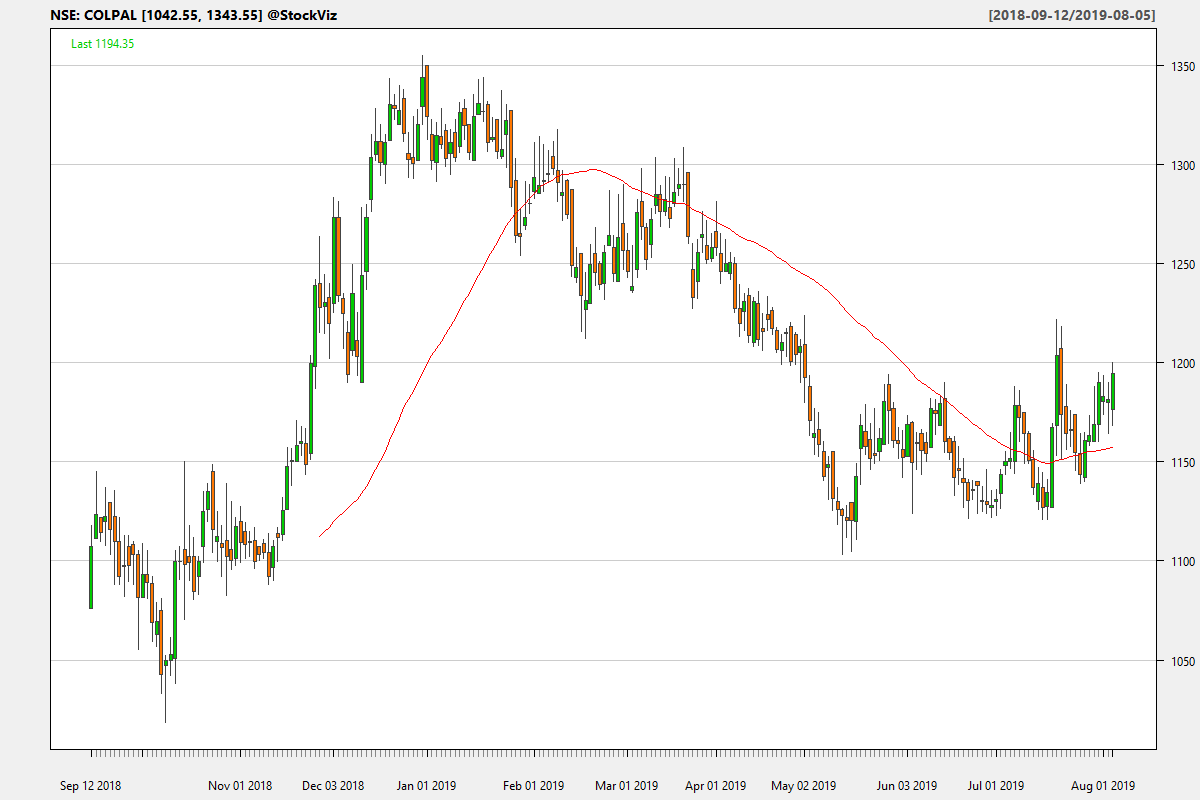 NSE: COLPAL [1042.55, 1343.55] @StockViz [2018-09-12/2019-08-05]
Last 1194.35
1350
1300
1250
1200
1150
1100
1050
Sep 12 2018 Nov 01 2018 Dec 03 2018 Jan 01 2019 Feb 01 2019 Mar 01 2019 Apr 01 2019 May 02 2019 Jun 03 2019 Jul 01 2019 Aug 01 2019